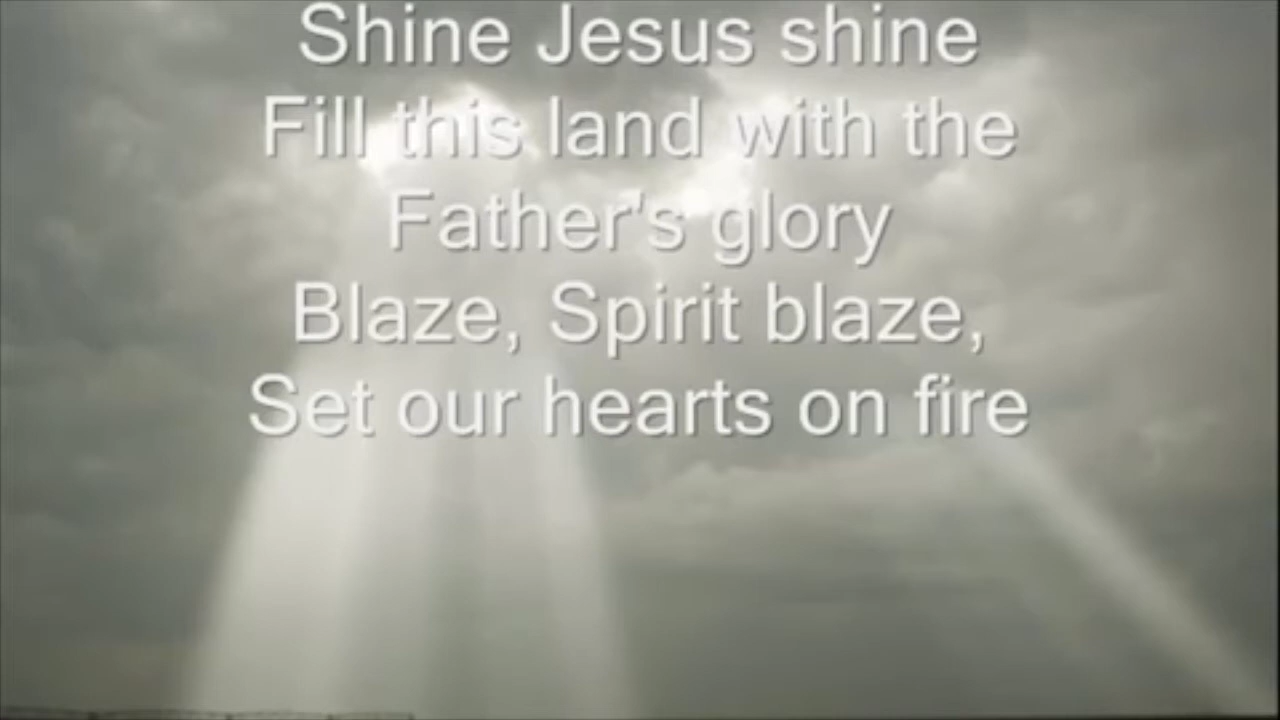 Shine Jesus shine
Fill this land with the
Father's glory
Blaze, Spirit blaze,
Set our hearts on fire